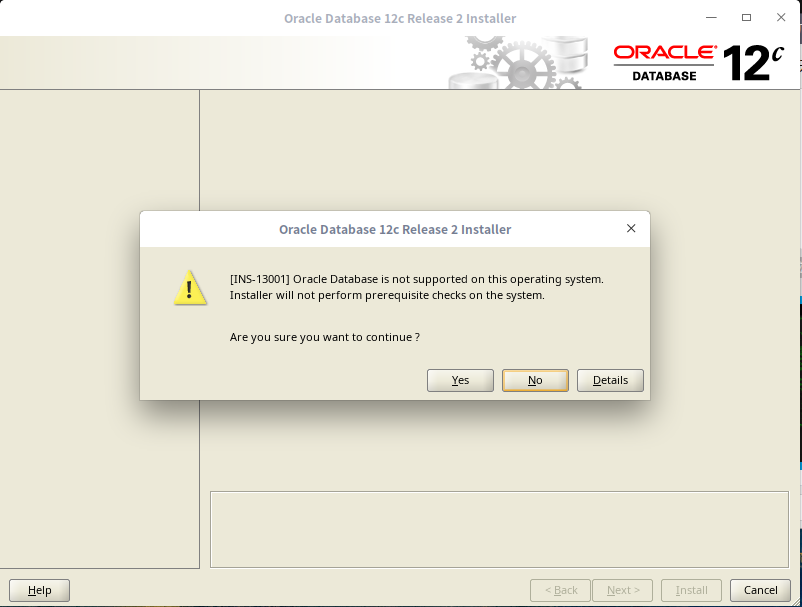 Oracle Database 12c Release 2 Installer
ORACLE®
DATABASE
12c
Oracle Database 12c Release 2 Installer
[INS-13001] Oracle Database is not supported on this operating system.
Installer will not perform prerequisite checks on the system.
Are you sure you want to continue ?
Yes
No
Details
Help
< Back
Next >
Install
Cancel